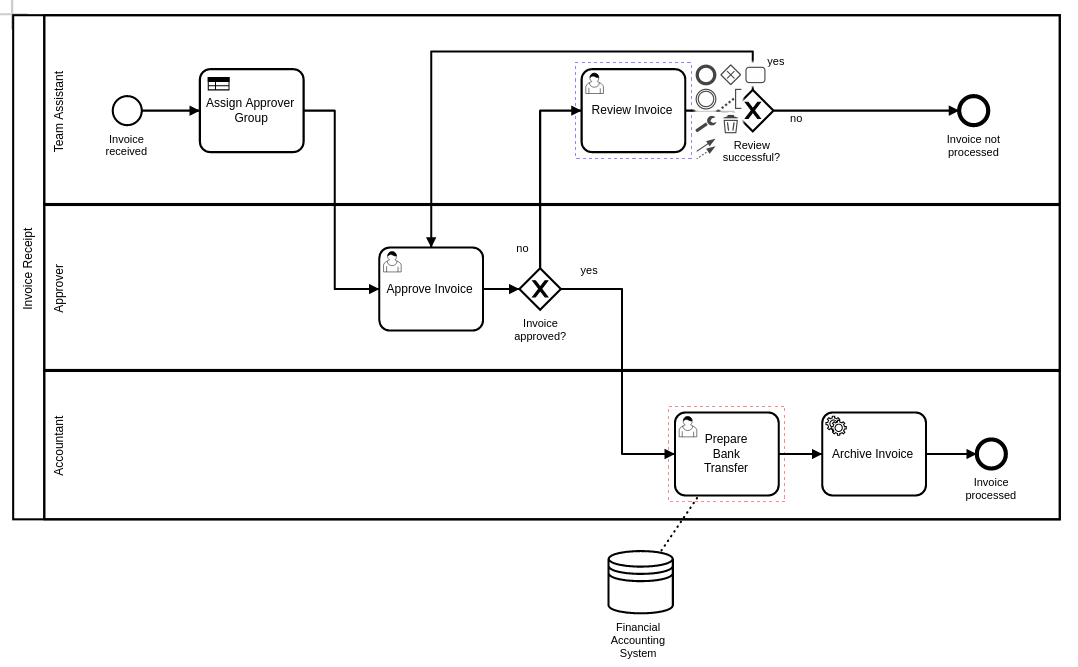 Invoice Receipt
Team Assistant
Invoice
received
Assign Approver
Group
Review Invoice
yes
no
Review
successful?
Invoice not
processed
Approver
Approve Invoice
no
yes
Invoice
approved?
Accountant
Prepare
Bank
Transfer
Archive Invoice
Invoice
processed
Financial
Accounting
System